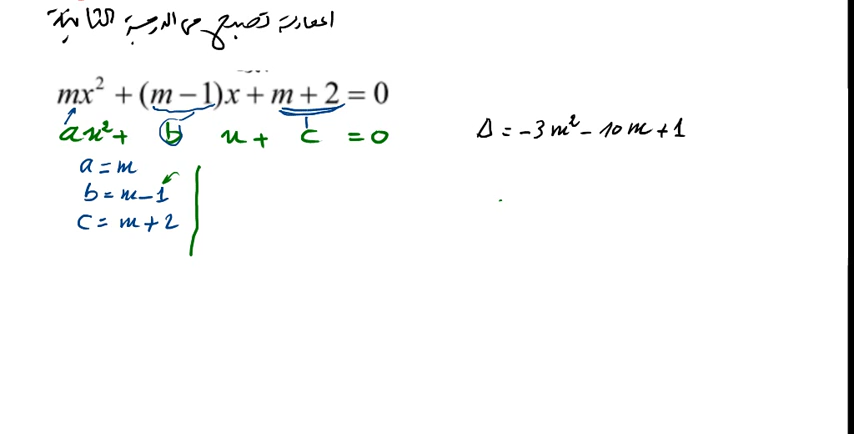 المعادلة تصبح من الدرجة الثانية
mx² + (m − 1)x + m + 2 = 0
ax² + b x + c = 0
Δ = -3m² - 10m + 1
a = m
b = m - 1
c = m + 2